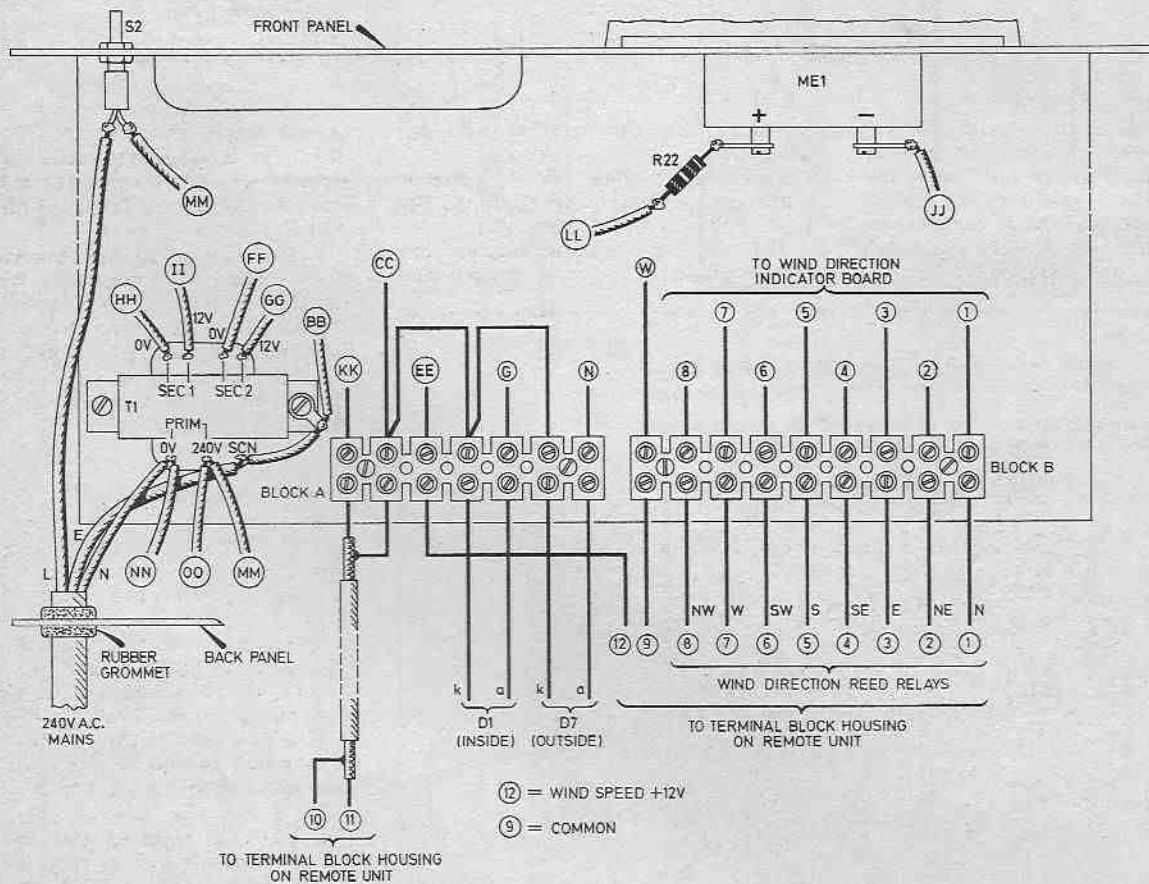 S2
FRONT PANEL
ME1
+ −
R22
MM
LL
JJ
TO WIND DIRECTION
INDICATOR BOARD
HH II FF GG BB CC W
0V 12V 0V 12V
7 5 3 1
KK EE G N 8 6 4 2
SEC 1 SEC 2
T1
PRIM
0V 240V SCN
BLOCK A
BLOCK B
E
L N
NN OO MM
NW W SW S SE E NE N
12 9 8 7 6 5 4 3 2 1
RUBBER
GROMMET
BACK PANEL
WIND DIRECTION REED RELAYS
k a k a
240V A.C.
MAINS
D1
(INSIDE)
D7
(OUTSIDE)
TO TERMINAL BLOCK HOUSING
ON REMOTE UNIT
12 = WIND SPEED +12V
9 = COMMON
10 11
TO TERMINAL BLOCK HOUSING
ON REMOTE UNIT